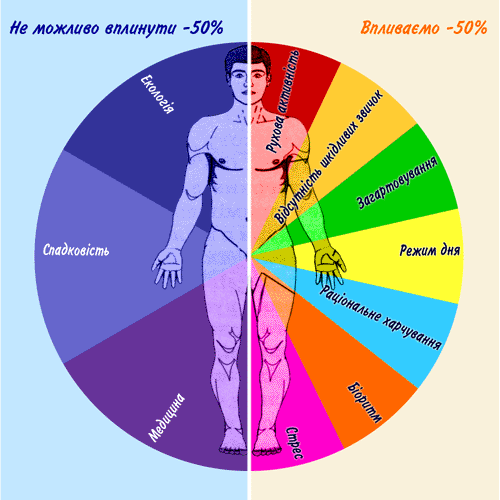 Не можливо вплинути -50%
Впливаємо -50%
Екологія
Спадковість
Медицина
Рухова активність
Відсутність шкідливих звичок
Загартовування
Режим дня
Раціональне харчування
Біоритм
Стрес